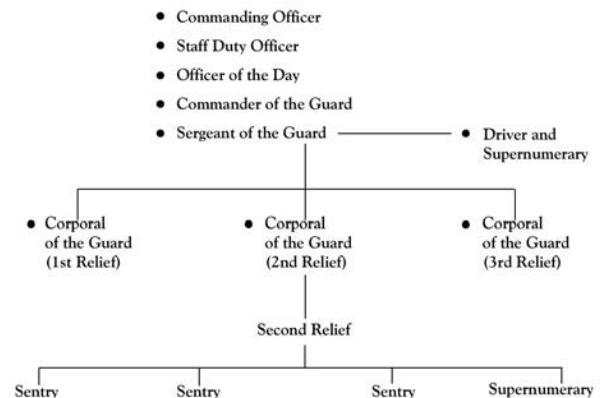 Commanding Officer
Staff Duty Officer
Officer of the Day
Commander of the Guard
Sergeant of the Guard
Driver and
Supernumerary
Corporal
of the Guard
(1st Relief)
Corporal
of the Guard
(2nd Relief)
Corporal
of the Guard
(3rd Relief)
Second Relief
Sentry
Sentry
Sentry
Supernumerary